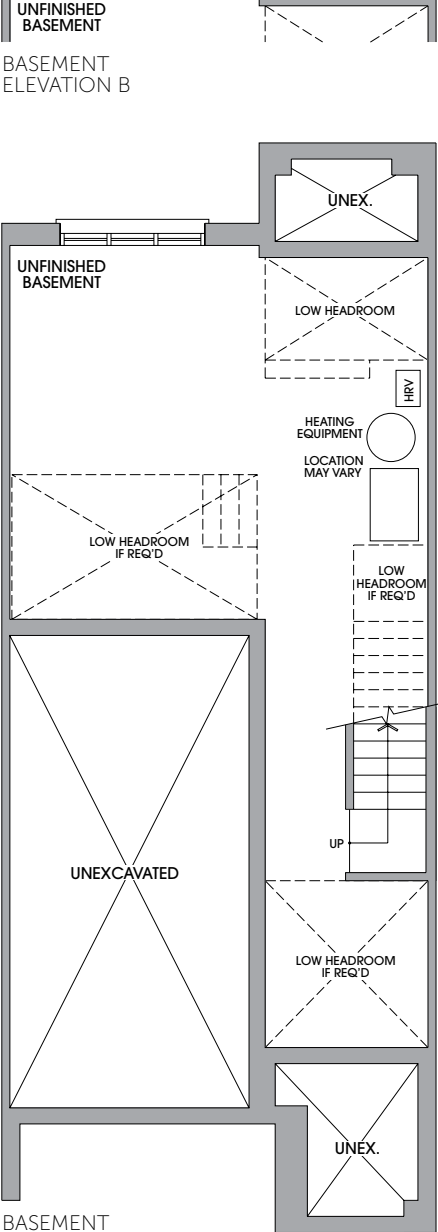 UNFINISHED
BASEMENT
BASEMENT
ELEVATION B
UNEX.
UNFINISHED
BASEMENT
LOW HEADROOM
HRV
HEATING
EQUIPMENT
LOCATION
MAY VARY
LOW HEADROOM
IF REQ'D
LOW
HEADROOM
IF REQ'D
UP
UNEXCAVATED
LOW HEADROOM
IF REQ'D
UNEX.
BASEMENT